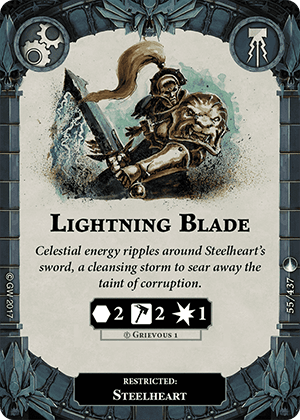 Lightning Blade
Celestial energy ripples around Steelheart's
sword, a cleansing storm to sear away the
taint of corruption.
2 2 1
Grievous 1
© GW 2017
55/437
RESTRICTED:
Steelheart